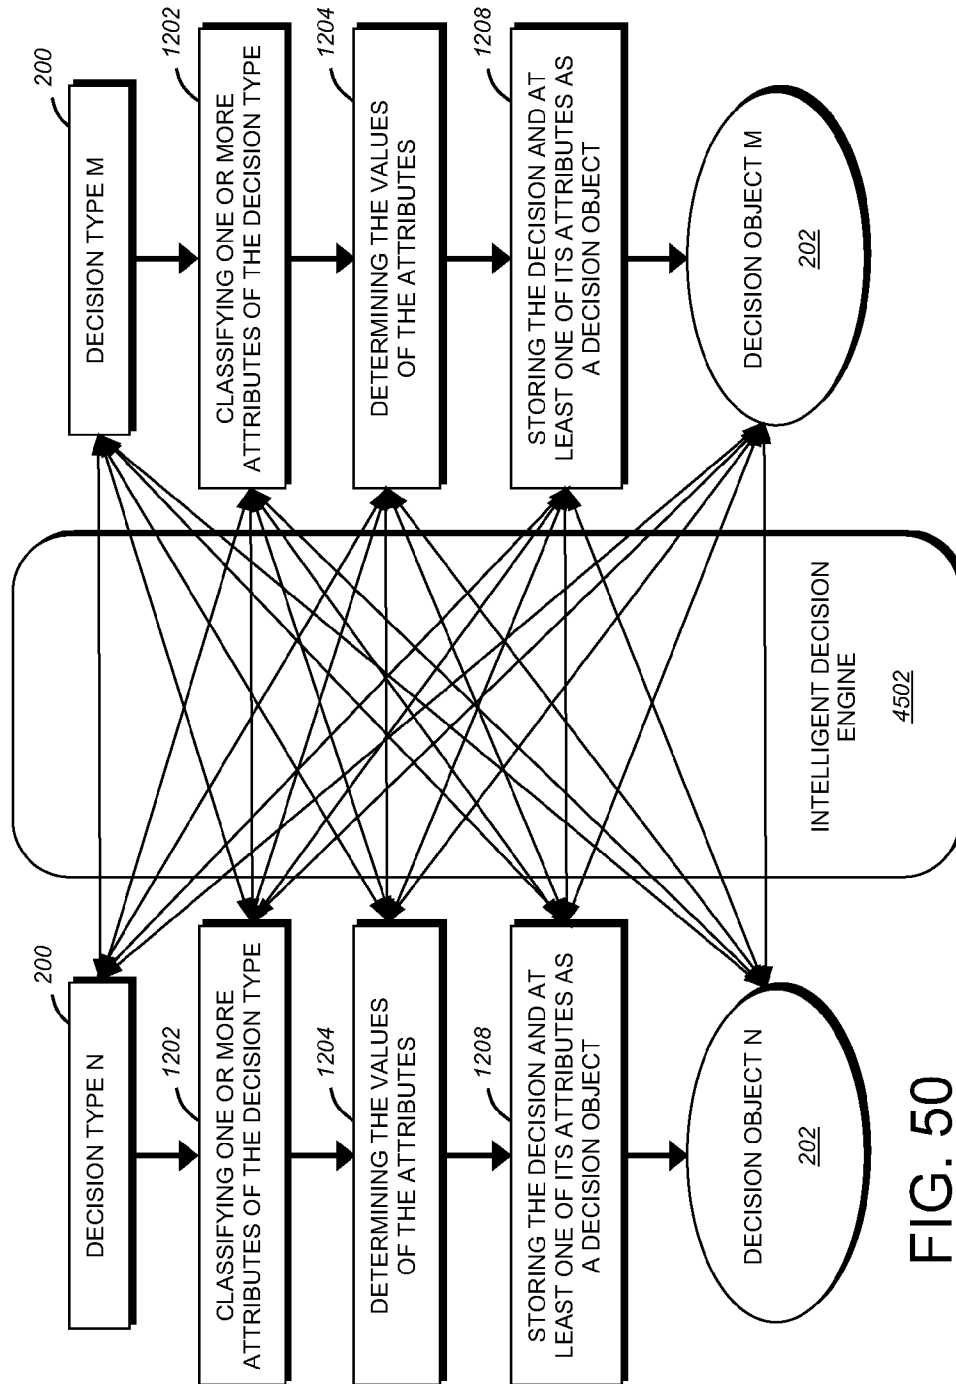 200
DECISION TYPE N
1202
CLASSIFYING ONE OR MORE
ATTRIBUTES OF THE DECISION TYPE
1204
DETERMINING THE VALUES
OF THE ATTRIBUTES
1208
STORING THE DECISION AND AT
LEAST ONE OF ITS ATTRIBUTES AS
A DECISION OBJECT
DECISION OBJECT N
202
INTELLIGENT DECISION
ENGINE
4502
200
DECISION TYPE M
1202
CLASSIFYING ONE OR MORE
ATTRIBUTES OF THE DECISION TYPE
1204
DETERMINING THE VALUES
OF THE ATTRIBUTES
1208
STORING THE DECISION AND AT
LEAST ONE OF ITS ATTRIBUTES AS
A DECISION OBJECT
DECISION OBJECT M
202
FIG. 50